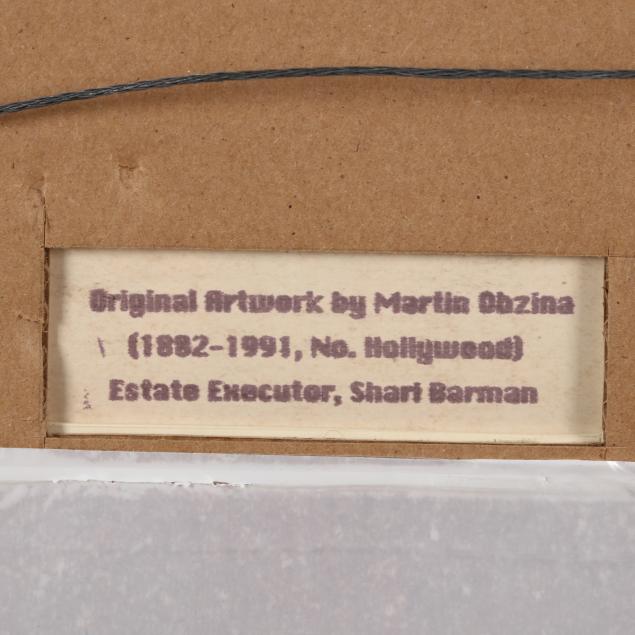 Original Artwork by Martin Obzina
(1882-1991, No. Hollywood)
Estate Executor, Shari Barman